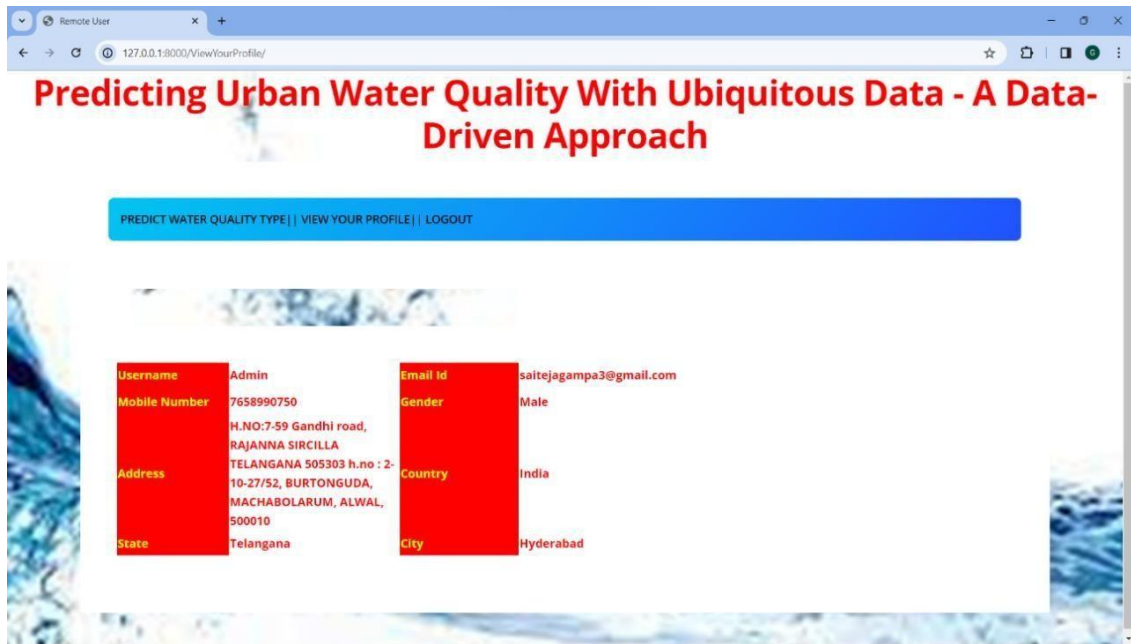 Remote User
127.0.0.1:8000/ViewYourProfile/
G
Predicting Urban Water Quality With Ubiquitous Data - A Data-
Driven Approach
PREDICT WATER QUALITY TYPE|| VIEW YOUR PROFILE|| LOGOUT
Username Admin Email Id saitejagampa3@gmail.com
Mobile Number 7658990750 Gender Male
Address
H.NO:7-59 Gandhi road,
RAJANNA SIRCILLA
TELANGANA 505303 h.no : 2-
10-27/52, BURTONGUDA,
MACHABOLARUM, ALWAL,
500010
Country India
State Telangana City Hyderabad